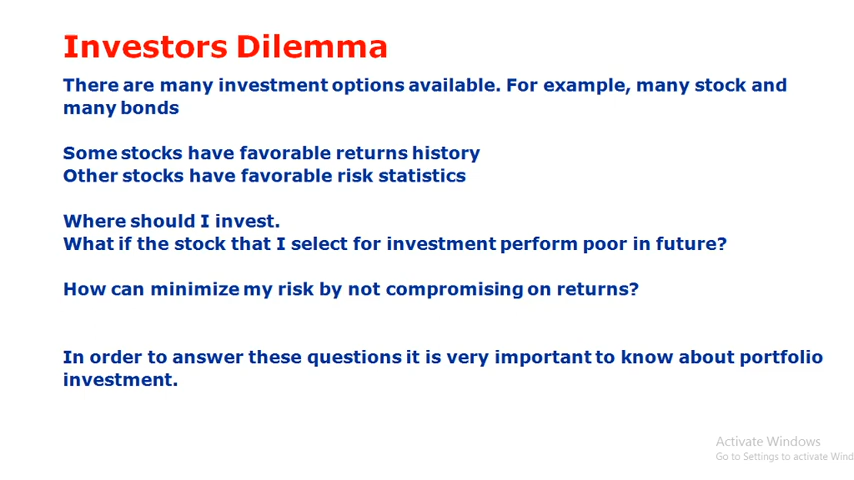 Investors Dilemma
There are many investment options available. For example, many stock and
many bonds
Some stocks have favorable returns history
Other stocks have favorable risk statistics
Where should I invest.
What if the stock that I select for investment perform poor in future?
How can minimize my risk by not compromising on returns?
In order to answer these questions it is very important to know about portfolio
investment.
Activate Windows
Go to Settings to activate Wind